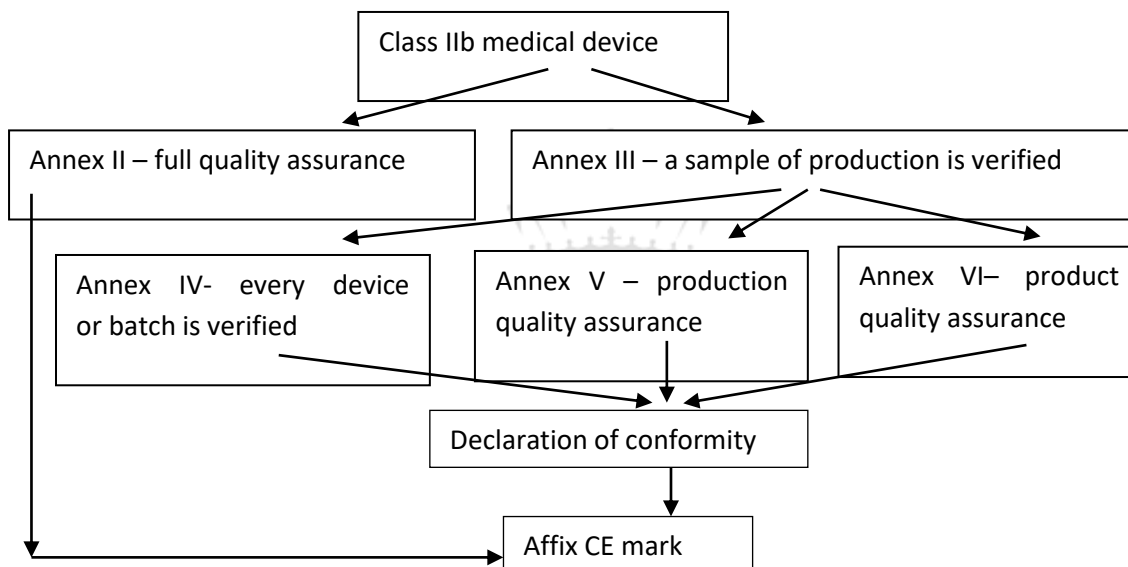 Class IIb medical device
Annex II – full quality assurance
Annex III – a sample of production is verified
Annex IV- every device
or batch is verified
Annex V – production
quality assurance
Annex VI– product
quality assurance
Declaration of conformity
Affix CE mark